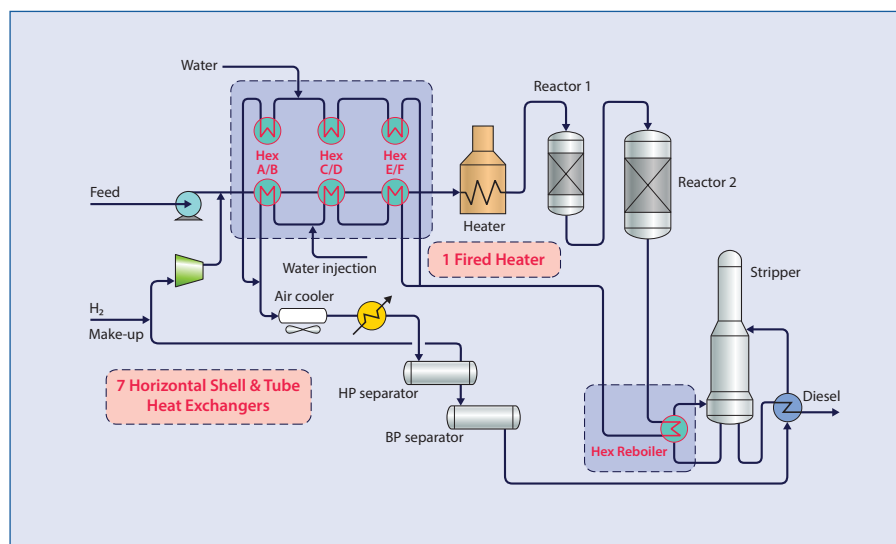 Water
Reactor 1
Hex
A/B
Hex
C/D
Hex
E/F
Reactor 2
Feed
Heater
Water injection
1 Fired Heater
Stripper
Air cooler
H₂
Make-up
7 Horizontal Shell & Tube
Heat Exchangers
HP separator
Diesel
BP separator
Hex Reboiler